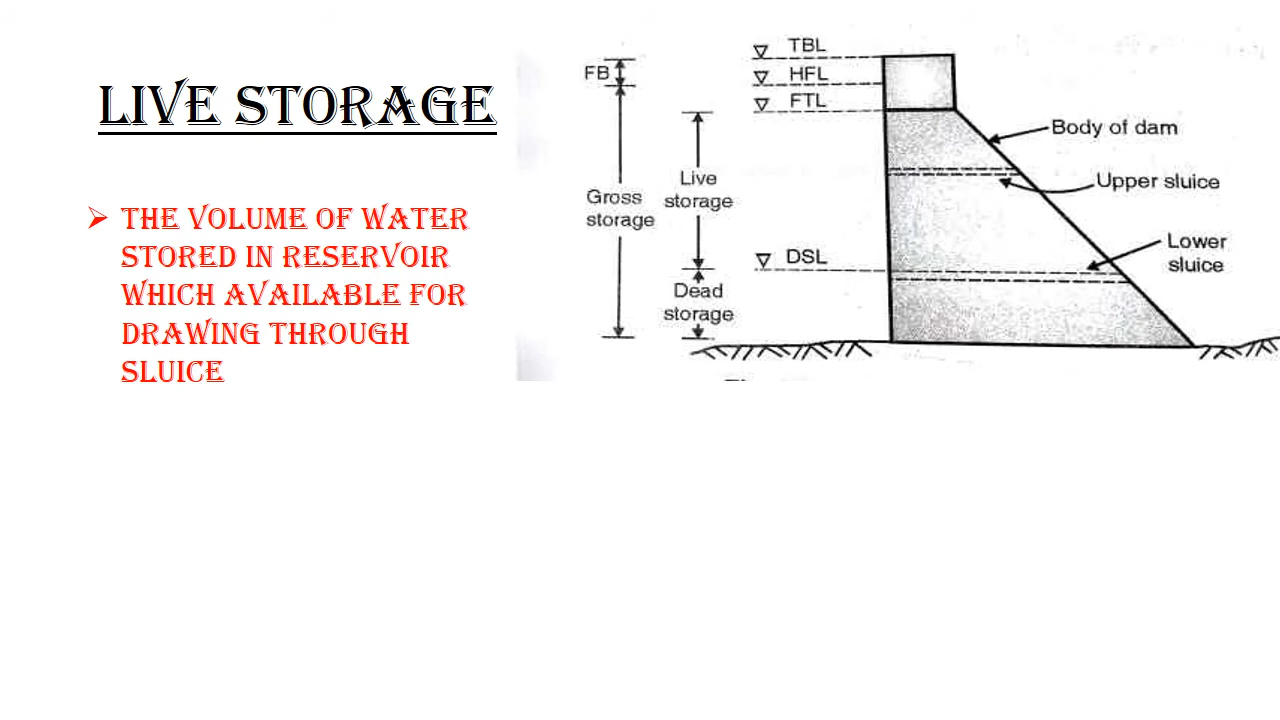 LIVE STORAGE
➢ THE VOLUME OF WATER
STORED IN RESERVOIR
WHICH AVAILABLE FOR
DRAWING THROUGH
SLUICE
TBL
FB
HFL
FTL
Body of dam
Upper sluice
Live
storage
Gross
storage
Lower
sluice
DSL
Dead
storage